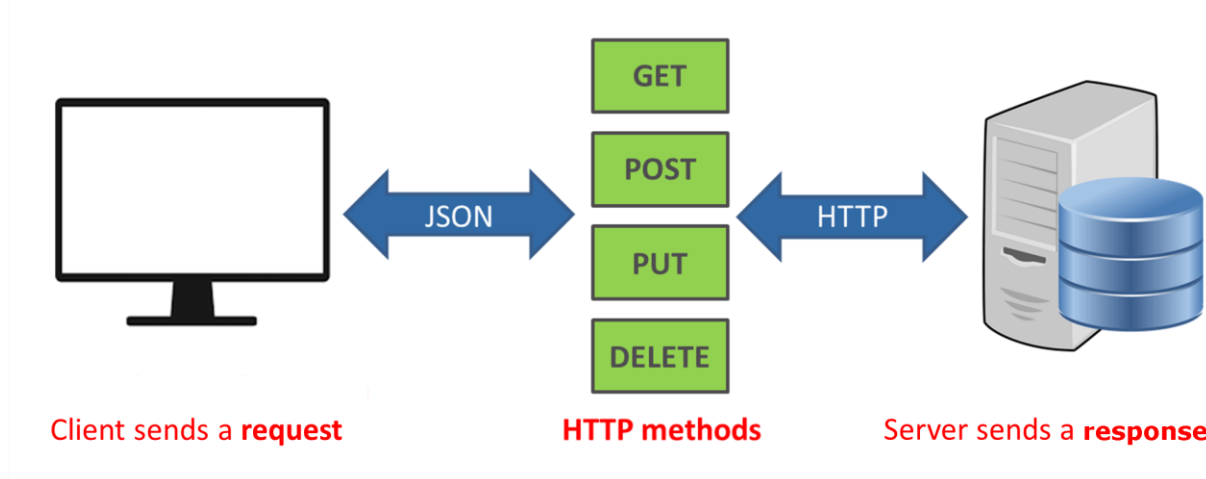 GET
POST
JSON
HTTP
PUT
DELETE
Client sends a request
HTTP methods
Server sends a response